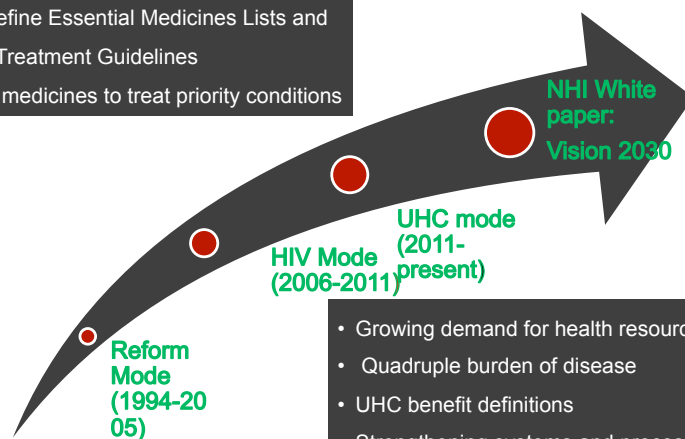 efine Essential Medicines Lists and
Treatment Guidelines
medicines to treat priority conditions
NHI White
paper:
Vision 2030
UHC mode
(2011-
present)
HIV Mode
(2006-2011)
Reform
Mode
(1994-20
05)
• Growing demand for health resour
• Quadruple burden of disease
• UHC benefit definitions